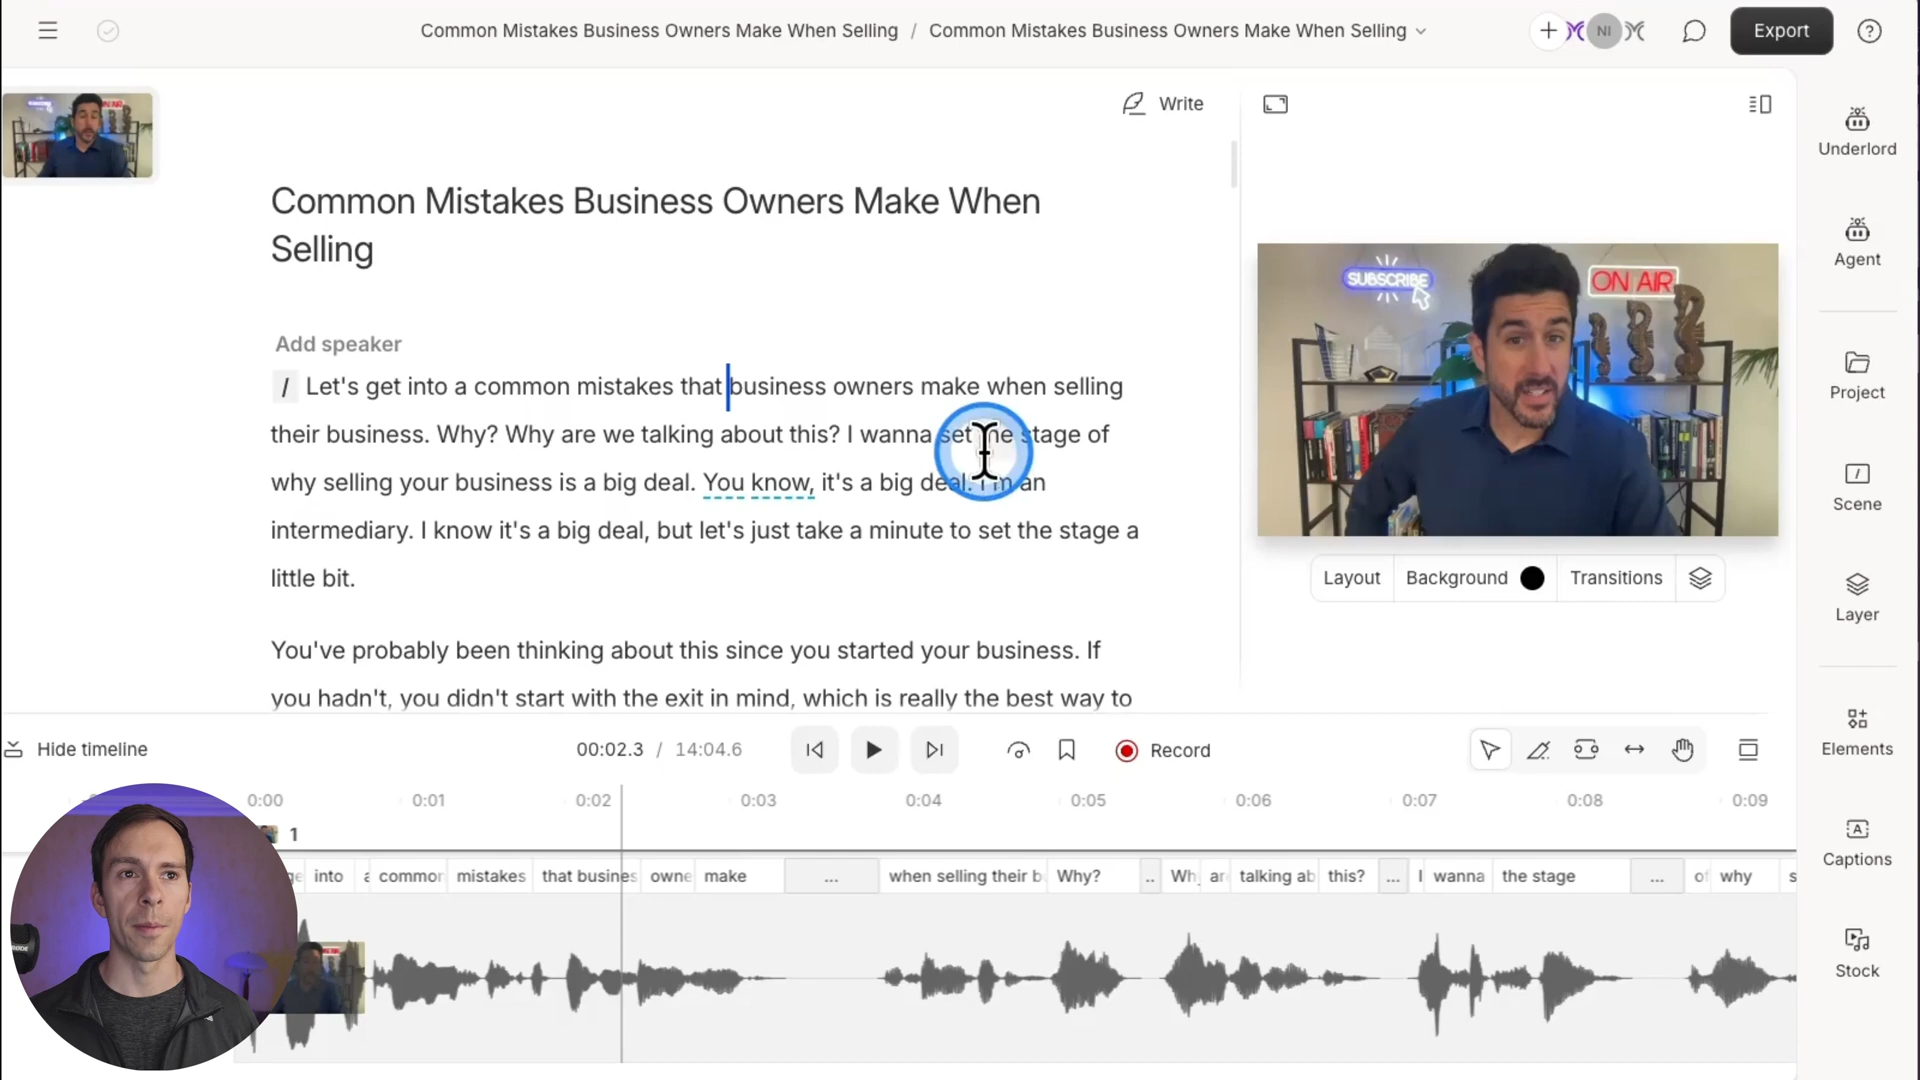 Common Mistakes Business Owners Make When Selling / Common Mistakes Business Owners Make When Selling
NI
Export
Write
Underlord
Agent
Project
Scene
Layer
Elements
Captions
Stock
Common Mistakes Business Owners Make When
Selling
Add speaker
/ Let's get into a common mistakes that business owners make when selling
their business. Why? Why are we talking about this? I wanna set the stage of
why selling your business is a big deal. You know, it's a big deal. I'm an
intermediary. I know it's a big deal, but let's just take a minute to set the stage a
little bit.
You've probably been thinking about this since you started your business. If
you hadn't, you didn't start with the exit in mind, which is really the best way to
SUBSCRIBE
ON AIR
Layout Background Transitions
Hide timeline
00:02.3 / 14:04.6
Record
0:00 0:01 0:02 0:03 0:04 0:05 0:06 0:07 0:08 0:09
1
into a common mistakes that busines owne make ... when selling their b Why? .. Wh ar talking ab this? ... I wanna the stage ... of why s